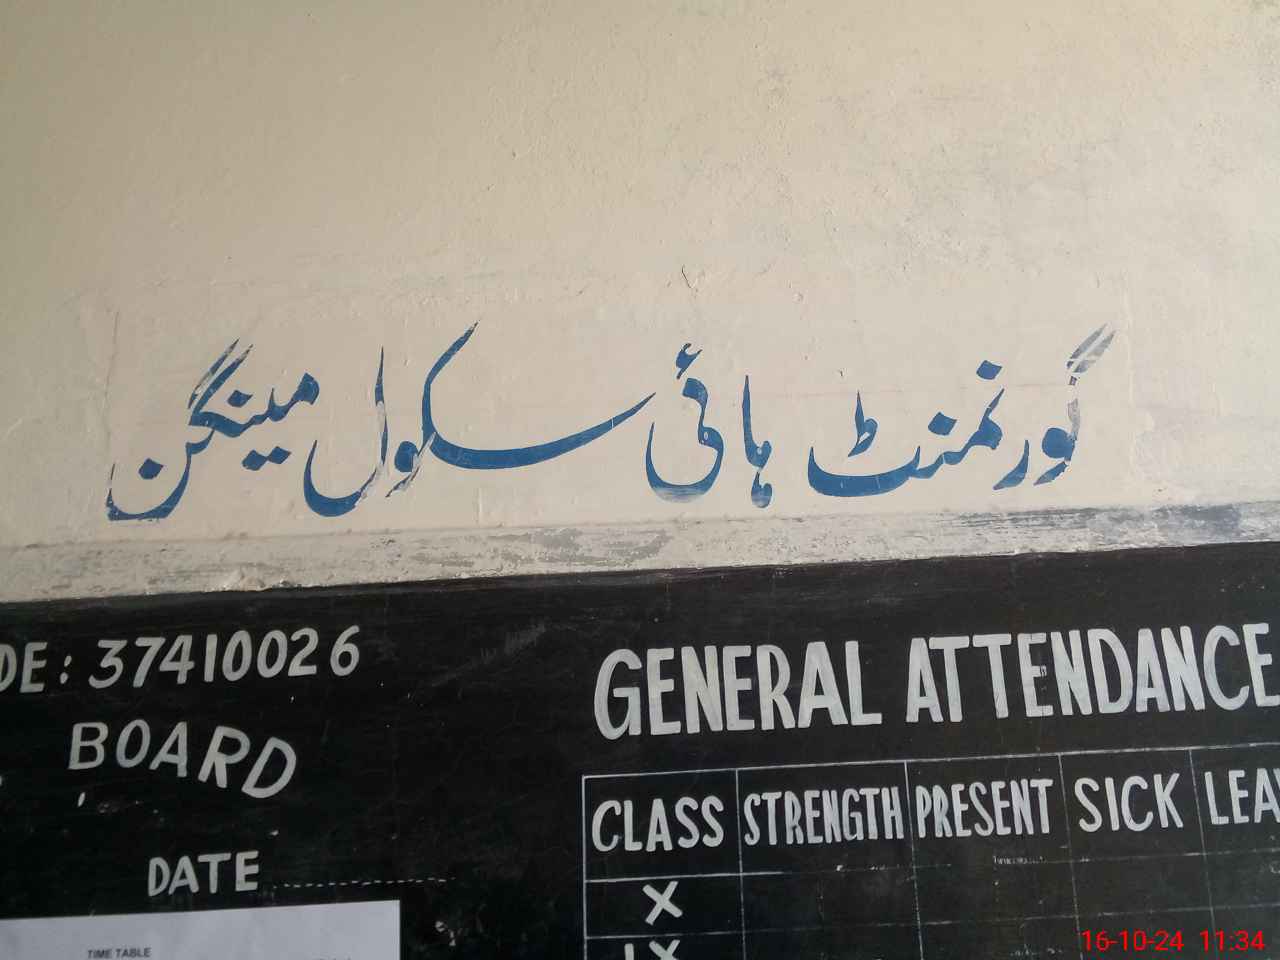 گورنمنٹ ہائی سکول مینگن
DE: 37410026
BOARD
DATE
TIME TABLE
GENERAL ATTENDANCE
CLASS STRENGTH PRESENT SICK LEAV
X
IX
16-10-24 11:34